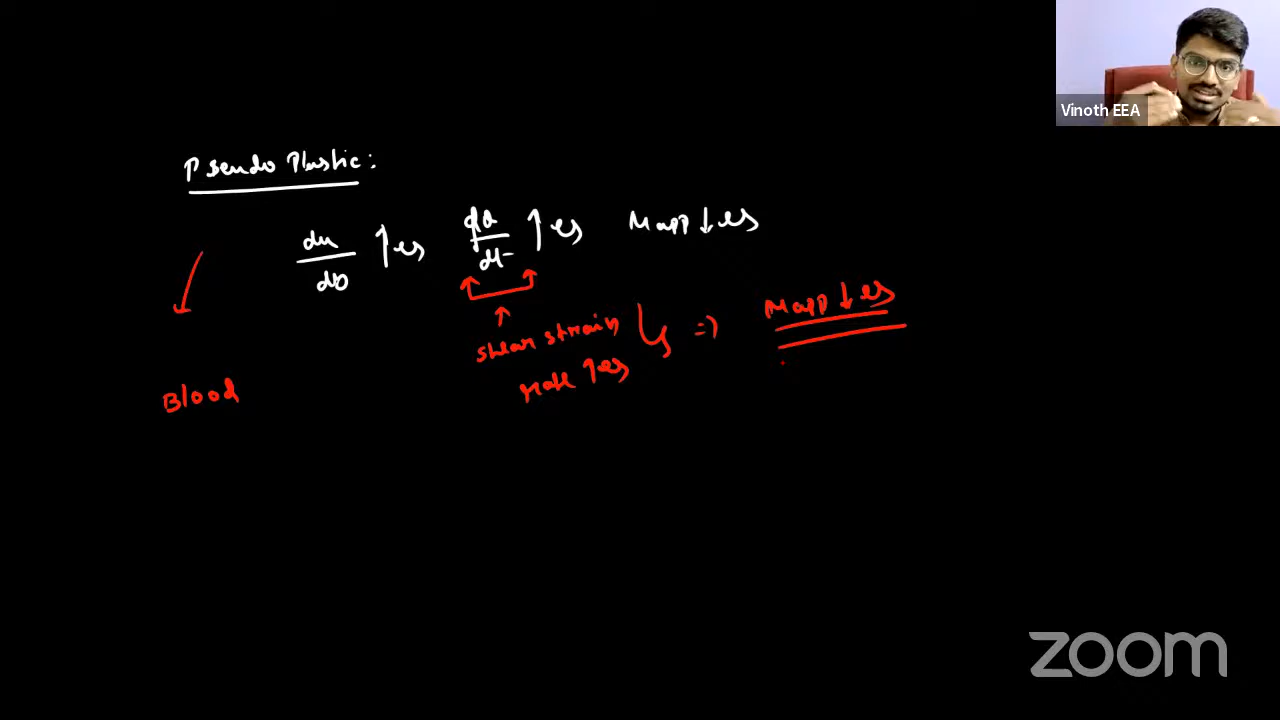 Vinoth EEA
Pseudo Plastic:
du/dy ↑es dθ/dt ↑es μapp ↓es
shear strain
rate ↑es
=> μapp ↓es
Blood
zoom